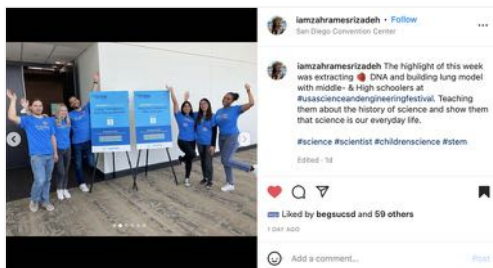 iamzahramesrizadeh • Follow
San Diego Convention Center
iamzahramesrizadeh The highlight of this week
was extracting 🍓 DNA and building lung model
with middle- & High schoolers at
#usascienceandengineeringfestival. Teaching
them about the history of science and show them
that science is our everyday life.
#science #scientist #childrenscience #stem
Edited · 1d
Liked by begsucsd and 59 others
1 DAY AGO
Add a comment...
Post